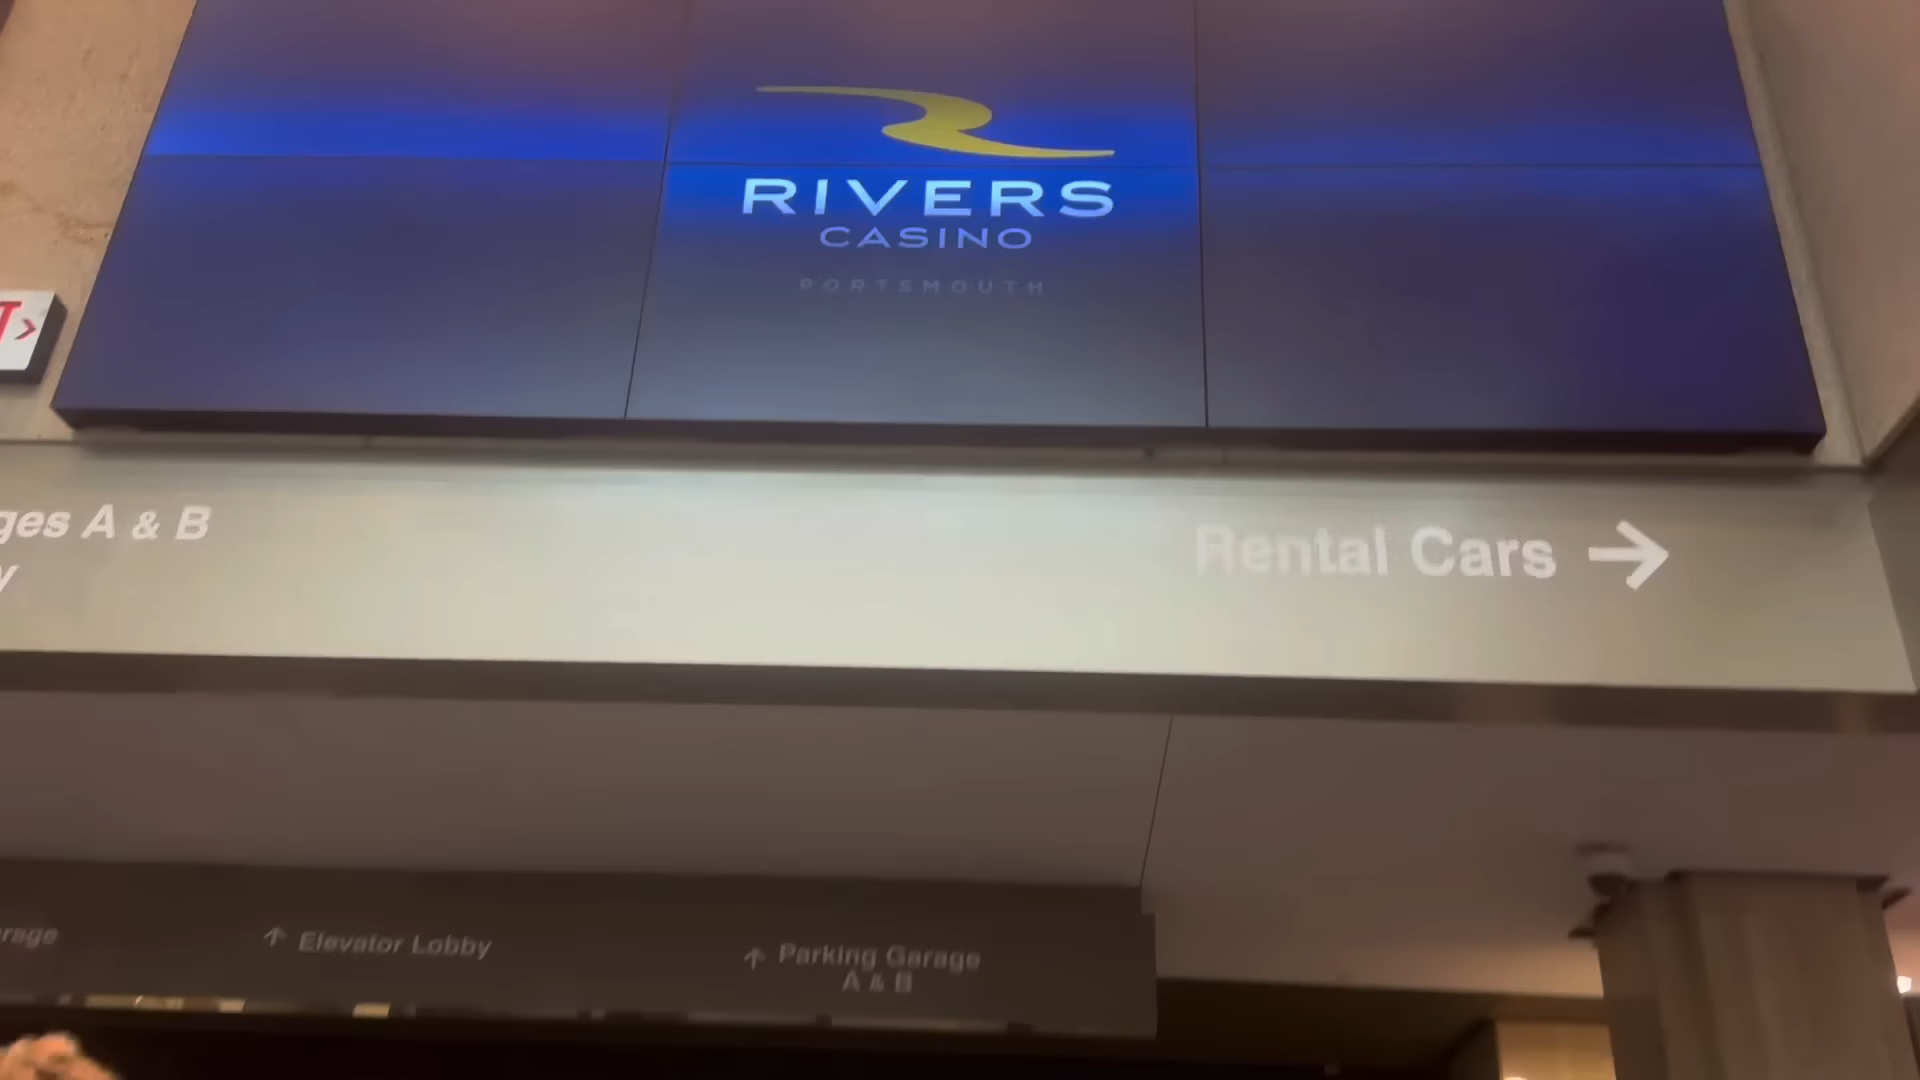 RIVERS
CASINO
PORTSMOUTH
T>
ges A & B
y
Rental Cars →
rage
↑ Elevator Lobby
↑ Parking Garage
A & B